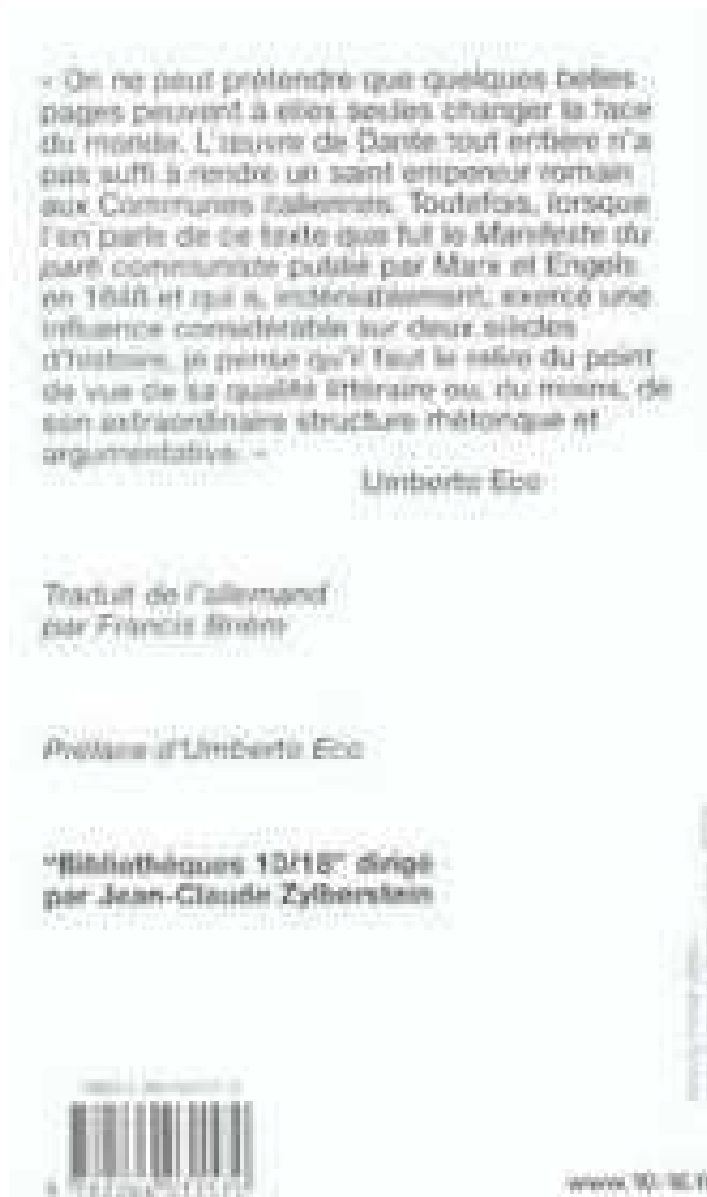 « On ne peut prétendre que quelques belles
pages peuvent à elles seules changer la face
du monde. L'œuvre de Dante tout entière n'a
pas suffi à rendre un saint empereur romain
aux Communes italiennes. Toutefois, lorsque
l'on parle de ce texte que fut le Manifeste du
parti communiste publié par Marx et Engels
en 1848 et qui a, indéniablement, exercé une
influence considérable sur deux siècles
d'histoire, je pense qu'il faut le relire du point
de vue de sa qualité littéraire ou, du moins, de
son extraordinaire structure rhétorique et
argumentative. »
Umberto Eco
Traduit de l'allemand
par Francis Brière
Préface d'Umberto Eco
"Bibliothèques 10/18" dirigé
par Jean-Claude Zylberstein